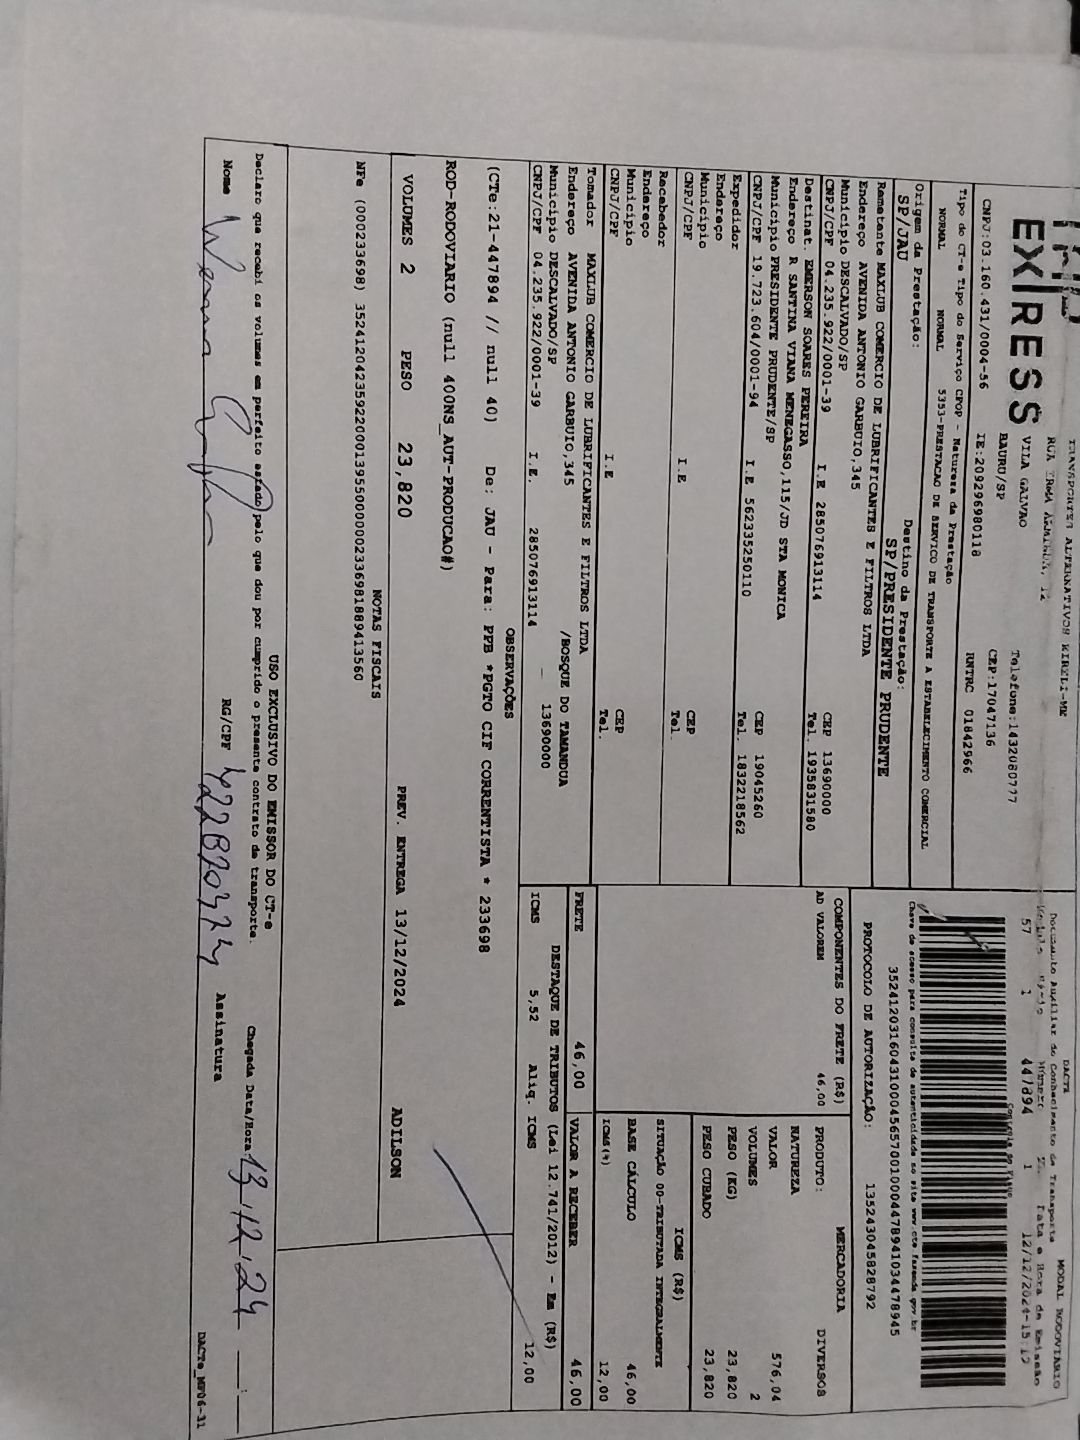 EXPRESS
TRANSPORTES ALTERNATIVOS EIRELI-ME
VILA GALVAO
BAURU/SP
Telefone:1432080777
CEP:17047136
CNPJ:03.160.431/0004-56 IE:209296980118 RNTRC 01842966
Tipo do CT-e Tipo do Serviço CFOP - Natureza da Prestação
NORMAL NORMAL 5353-PRESTACAO DE SERVICO DE TRANSPORTE A ESTABELECIMENTO COMERCIAL
Origem da Prestação: Destino da Prestação:
SP/JAU SP/PRESIDENTE PRUDENTE
DACTE MODAL RODOVIÁRIO
Documento Auxiliar do Conhecimento de Transporte
Número Data e Hora de Emissão
57 1 447894 1 12/12/2024-15:19
Controle do Fisco
Chave de acesso para consulta de autenticidade no site www.cte.fazenda.gov.br
35241203160431000456570010004478941034478945
PROTOCOLO DE AUTORIZAÇÃO: 135243045828792
Remetente MAXLUB COMERCIO DE LUBRIFICANTES E FILTROS LTDA
Endereço AVENIDA ANTONIO GARBUIO,345
Município DESCALVADO/SP CEP 13690000
CNPJ/CPF 04.235.922/0001-39 I.E 285076913114 Tel. 1935831580
Destinat. EMERSON SOARES PEREIRA
Endereço R SANTINA VIANA MENEGASSO,115/JD STA MONICA
Município PRESIDENTE PRUDENTE/SP CEP 19045260
CNPJ/CPF 19.723.604/0001-94 I.E 562335250110 Tel. 1832218562
Expedidor
Endereço
Município CEP
CNPJ/CPF I.E Tel.
Recebedor
Endereço
Município CEP
CNPJ/CPF I.E Tel.
Tomador MAXLUB COMERCIO DE LUBRIFICANTES E FILTROS LTDA
Endereço AVENIDA ANTONIO GARBUIO,345 /BOSQUE DO TAMANDUA
Município DESCALVADO/SP 13690000
CNPJ/CPF 04.235.922/0001-39 I.E. 285076913114
COMPONENTES DO FRETE (R$)
AD VALOREM 46,00
MERCADORIA
PRODUTO: DIVERSOS
NATUREZA
VALOR 576,04
VOLUMES 2
PESO (KG) 23,820
PESO CUBADO 23,820
ICMS (R$)
SITUAÇÃO 00-TRIBUTADA INTEGRALMENTE
BASE CÁLCULO 46,00
ICMS(%) 12,00
FRETE 46,00 VALOR A RECEBER 46,00
DESTAQUE DE TRIBUTOS (Lei 12.741/2012) - Em (R$)
ICMS 5,52 Aliq. ICMS 12,00
OBSERVAÇÕES
(CTe:21-447894 // null 40) De: JAU - Para: PPB *PGTO CIF CORRENTISTA * 233698
ROD-RODOVIARIO (null 400NS_AUT-PRODUCAO#)
VOLUMES 2 PESO 23,820 PREV. ENTREGA 13/12/2024 ADILSON
NOTAS FISCAIS
NFe (000233698) 35241204235922000139550000002336981889413560
USO EXCLUSIVO DO EMISSOR DO CT-e
Declaro que recebi os volumes em perfeito estado pelo que dou por cumprido o presente contrato de transporte. Chegada Data/Hora 13.12.24
Nome RG/CPF Assinatura
DACTe_MP06-31